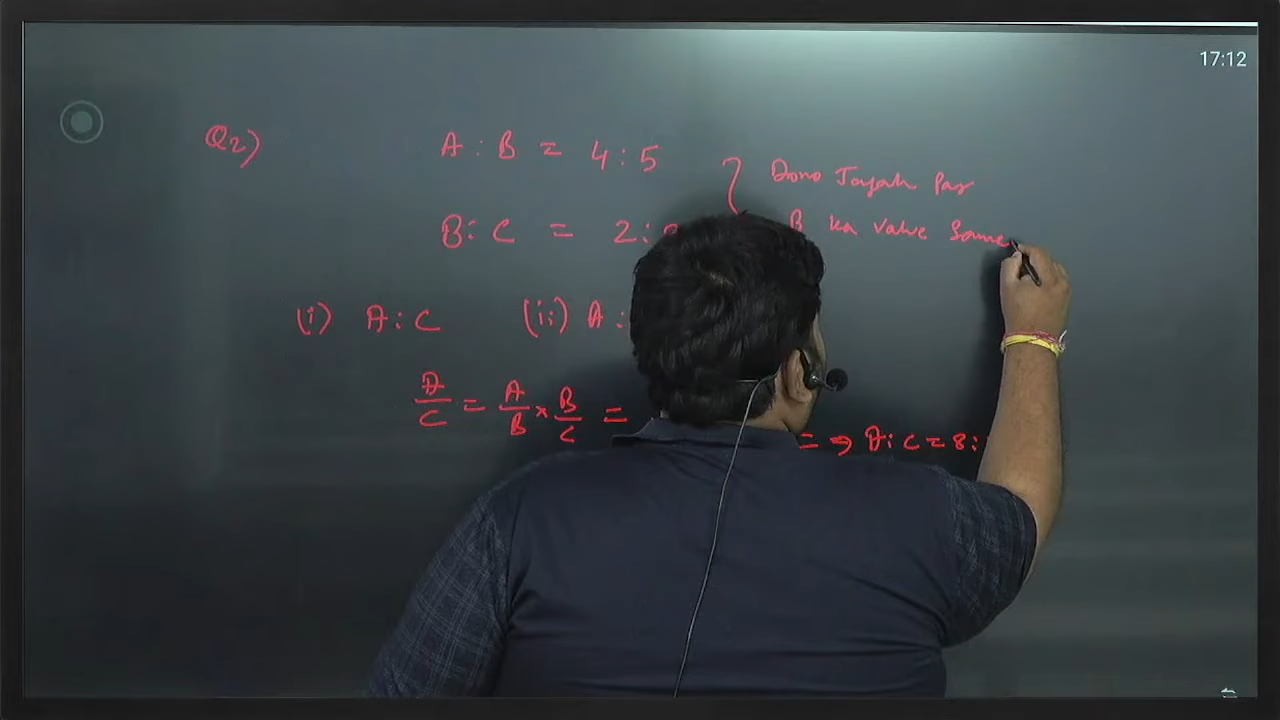 17:12
Q2)
A : B = 4 : 5
Dono Jagah Par
B : C = 2 :
B ka value Same
(i) A : C (ii) A :
A/C = A/B × B/C =
= ⇒ A : C = 8 :